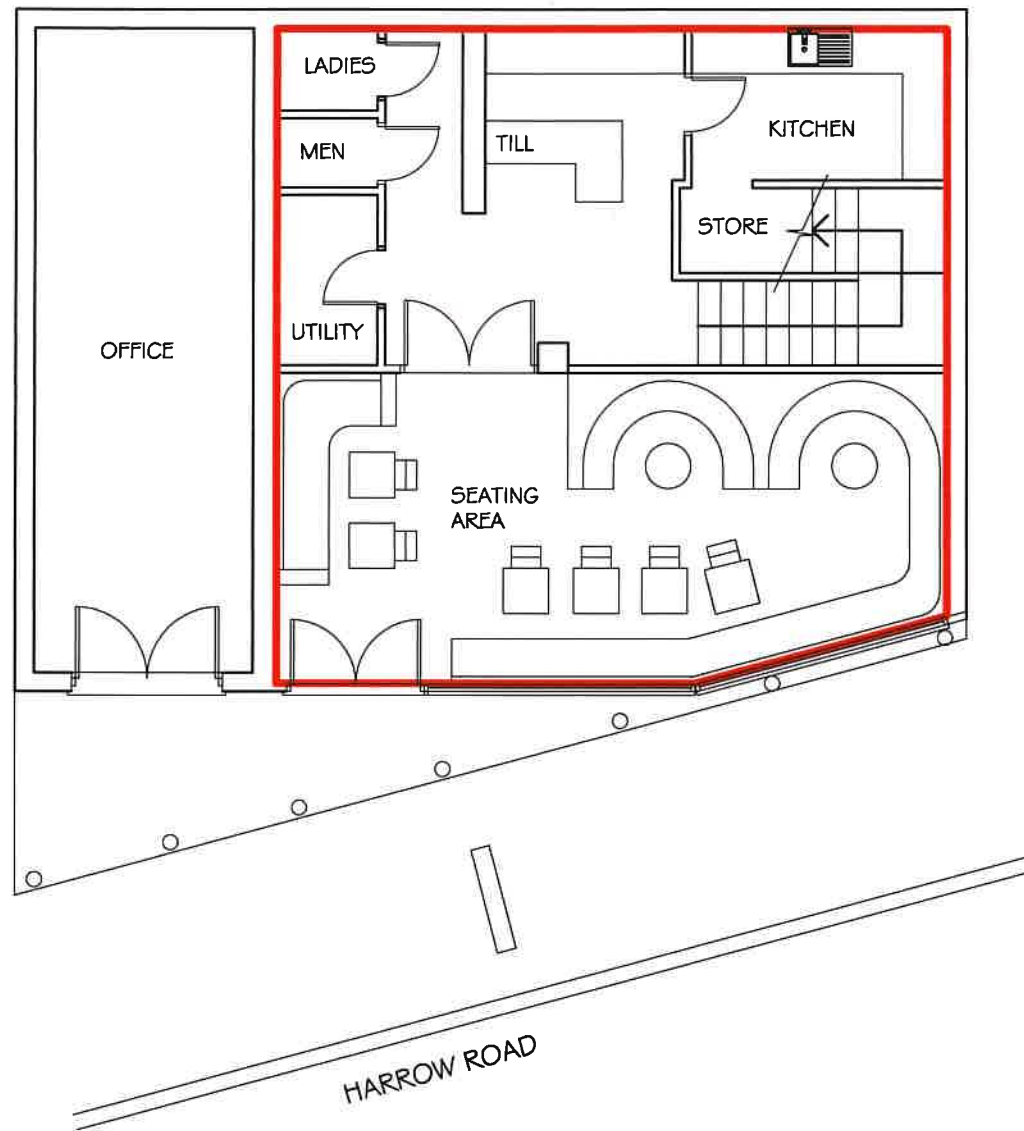 LADIES
MEN
TILL
KITCHEN
STORE
UTILITY
OFFICE
SEATING
AREA
HARROW ROAD